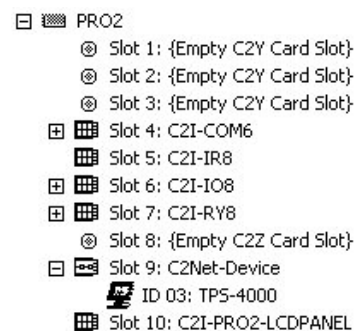 PRO2
Slot 1: {Empty C2Y Card Slot}
Slot 2: {Empty C2Y Card Slot}
Slot 3: {Empty C2Y Card Slot}
Slot 4: C2I-COM6
Slot 5: C2I-IR8
Slot 6: C2I-IO8
Slot 7: C2I-RY8
Slot 8: {Empty C2Z Card Slot}
Slot 9: C2Net-Device
ID 03: TPS-4000
Slot 10: C2I-PRO2-LCDPANEL